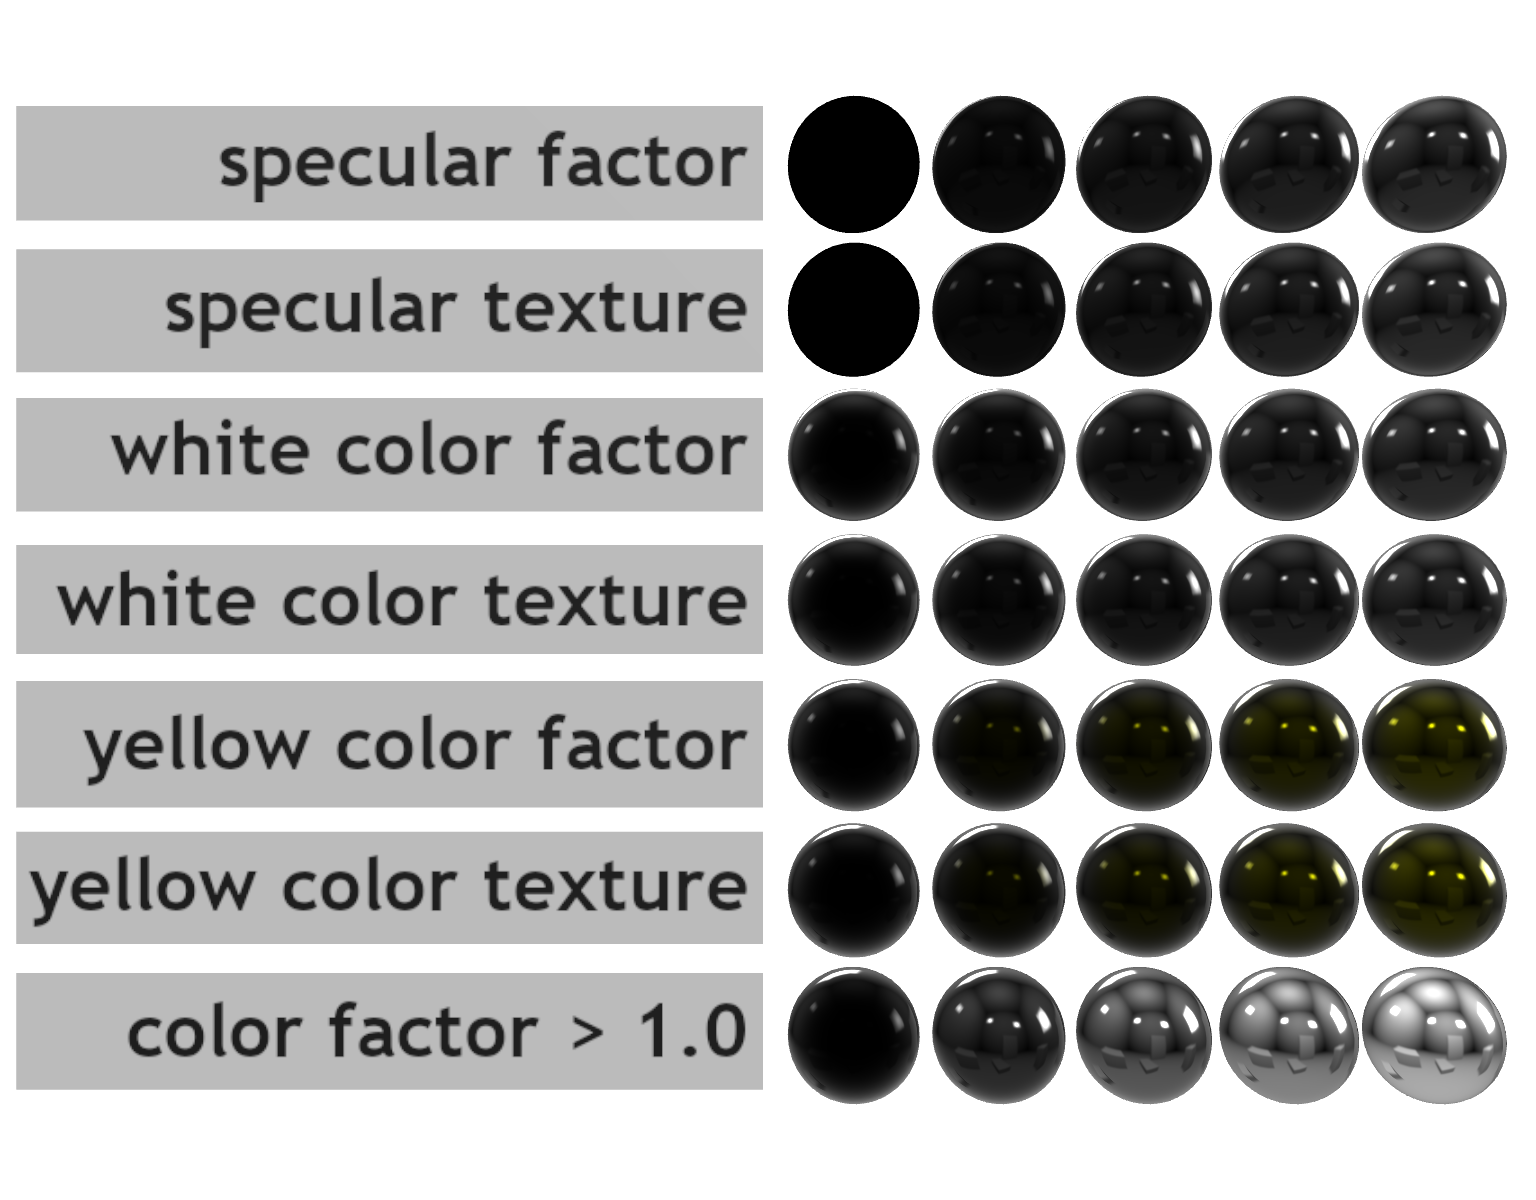 specular factor
specular texture
white color factor
white color texture
yellow color factor
yellow color texture
color factor > 1.0